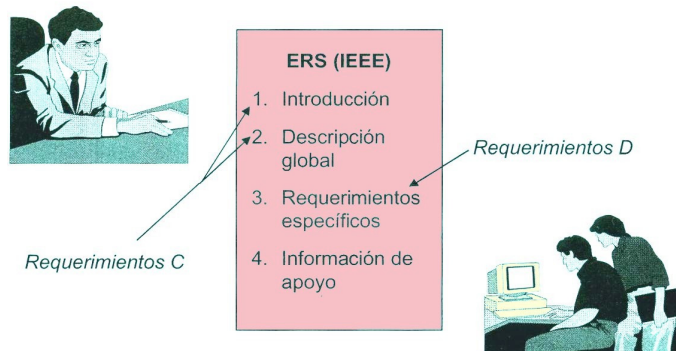 ERS (IEEE)
1. Introducción
2. Descripción
global
3. Requerimientos
específicos
4. Información de
apoyo
Requerimientos D
Requerimientos C